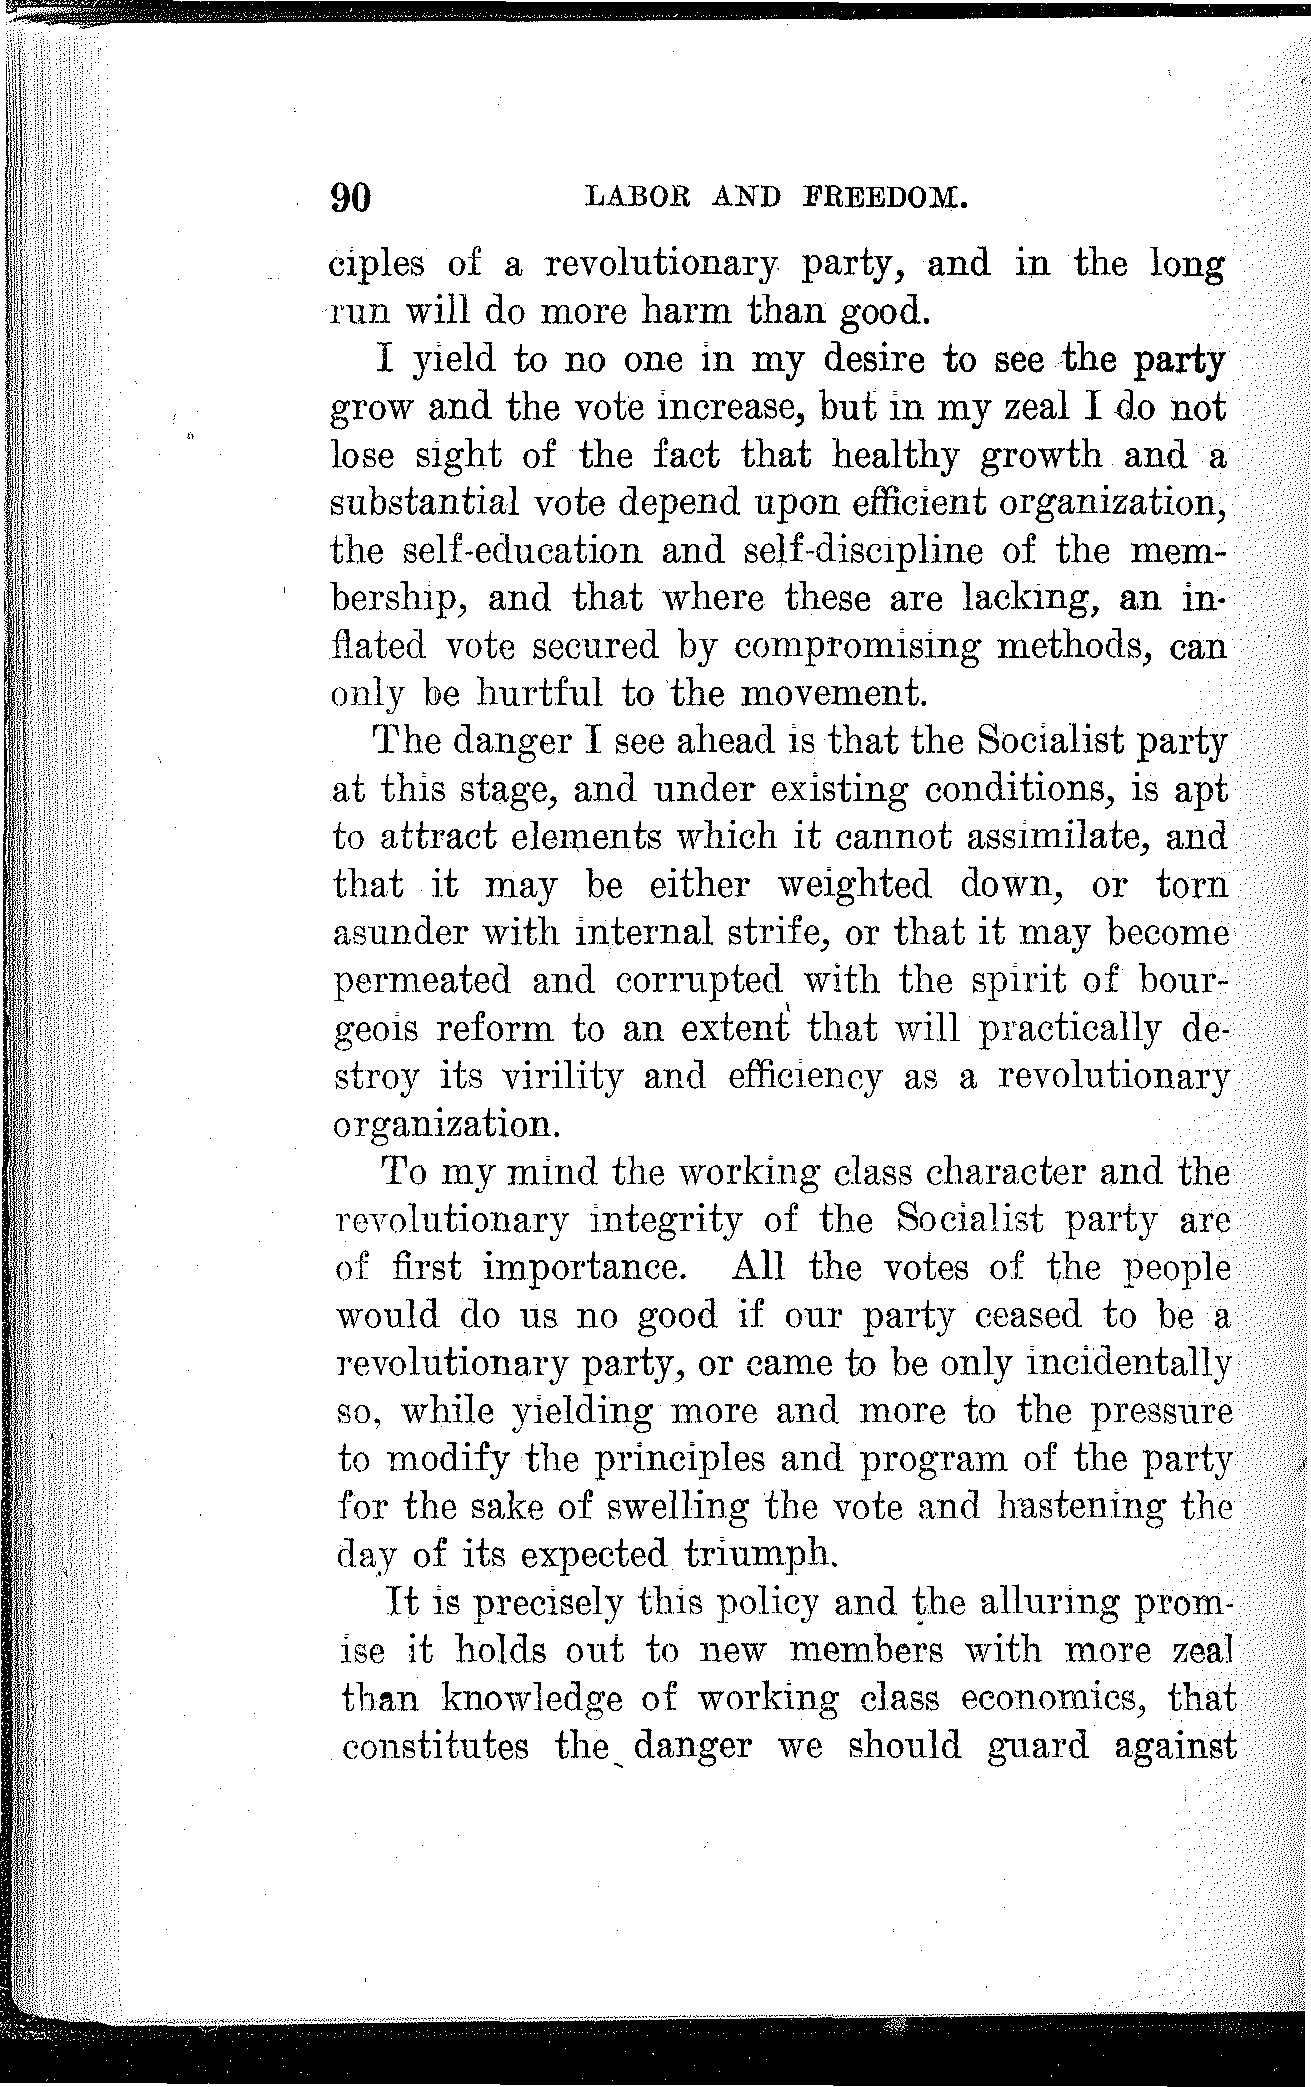 90 LABOR AND FREEDOM.
ciples of a revolutionary party, and in the long
run will do more harm than good.
I yield to no one in my desire to see the party
grow and the vote increase, but in my zeal I do not
lose sight of the fact that healthy growth and a
substantial vote depend upon efficient organization,
the self-education and self-discipline of the mem-
bership, and that where these are lacking, an in-
flated vote secured by compromising methods, can
only be hurtful to the movement.
The danger I see ahead is that the Socialist party
at this stage, and under existing conditions, is apt
to attract elements which it cannot assimilate, and
that it may be either weighted down, or torn
asunder with internal strife, or that it may become
permeated and corrupted with the spirit of bour-
geois reform to an extent that will practically de-
stroy its virility and efficiency as a revolutionary
organization.
To my mind the working class character and the
revolutionary integrity of the Socialist party are
of first importance. All the votes of the people
would do us no good if our party ceased to be a
revolutionary party, or came to be only incidentally
so, while yielding more and more to the pressure
to modify the principles and program of the party
for the sake of swelling the vote and hastening the
day of its expected triumph.
It is precisely this policy and the alluring prom-
ise it holds out to new members with more zeal
than knowledge of working class economics, that
constitutes the danger we should guard against